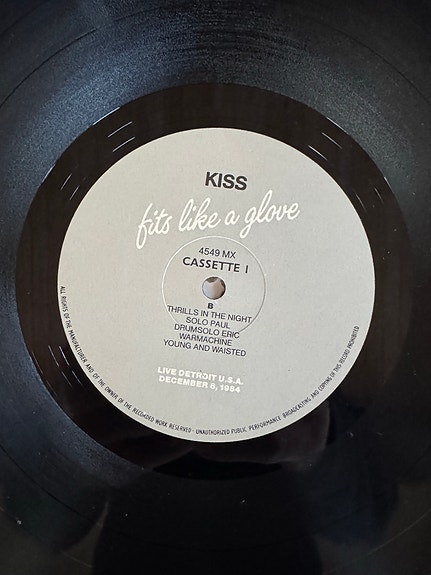 KISS
fits like a glove
4549 MX
CASSETTE 1
B
THRILLS IN THE NIGHT
SOLO PAUL
DRUMSOLO ERIC
WARMACHINE
YOUNG AND WAISTED
LIVE DETROIT U.S.A.
DECEMBER 8, 1984
ALL RIGHTS OF THE MANUFACTURER AND OF THE OWNER OF THE RECORDED WORK RESERVED · UNAUTHORIZED PUBLIC PERFORMANCE BROADCASTING AND COPYING OF THIS RECORD PROHIBITED